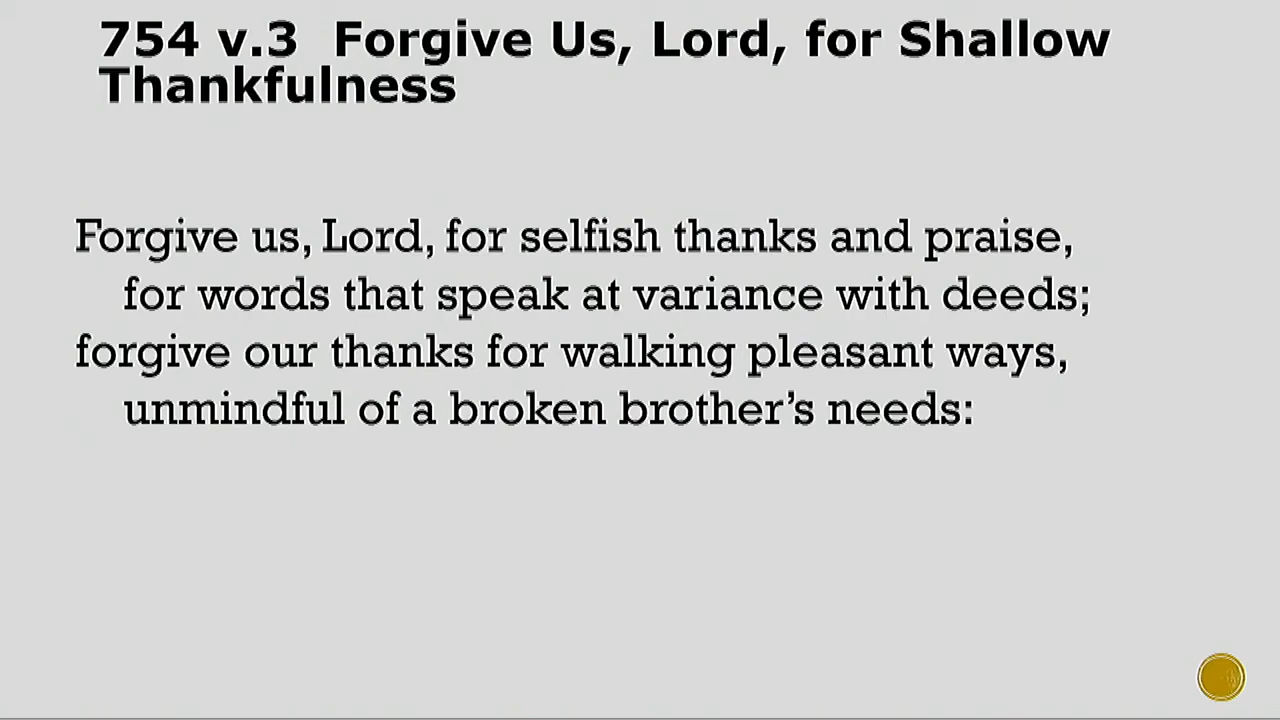 754 v.3 Forgive Us, Lord, for Shallow
Thankfulness
Forgive us, Lord, for selfish thanks and praise,
for words that speak at variance with deeds;
forgive our thanks for walking pleasant ways,
unmindful of a broken brother’s needs: